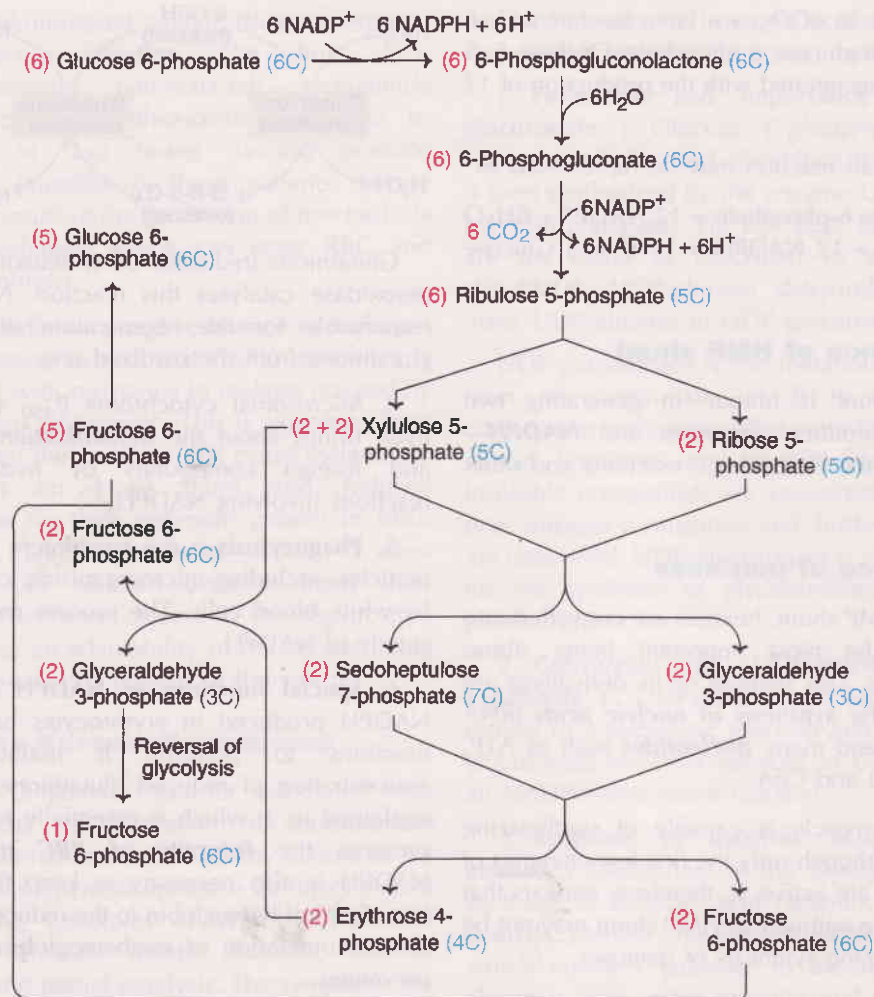 6 NADP⁺ 6 NADPH + 6H⁺
(6) Glucose 6-phosphate (6C)
(6) 6-Phosphogluconolactone (6C)
6H₂O
(6) 6-Phosphogluconate (6C)
6NADP⁺
6 CO₂
6NADPH + 6H⁺
(6) Ribulose 5-phosphate (5C)
(5) Glucose 6-
phosphate (6C)
(5) Fructose 6-
phosphate (6C)
(2 + 2) Xylulose 5-
phosphate (5C)
(2) Ribose 5-
phosphate (5C)
(2) Fructose 6-
phosphate (6C)
(2) Glyceraldehyde
3-phosphate (3C)
(2) Sedoheptulose
7-phosphate (7C)
(2) Glyceraldehyde
3-phosphate (3C)
Reversal of
glycolysis
(1) Fructose
6-phosphate (6C)
(2) Erythrose 4-
phosphate (4C)
(2) Fructose
6-phosphate (6C)